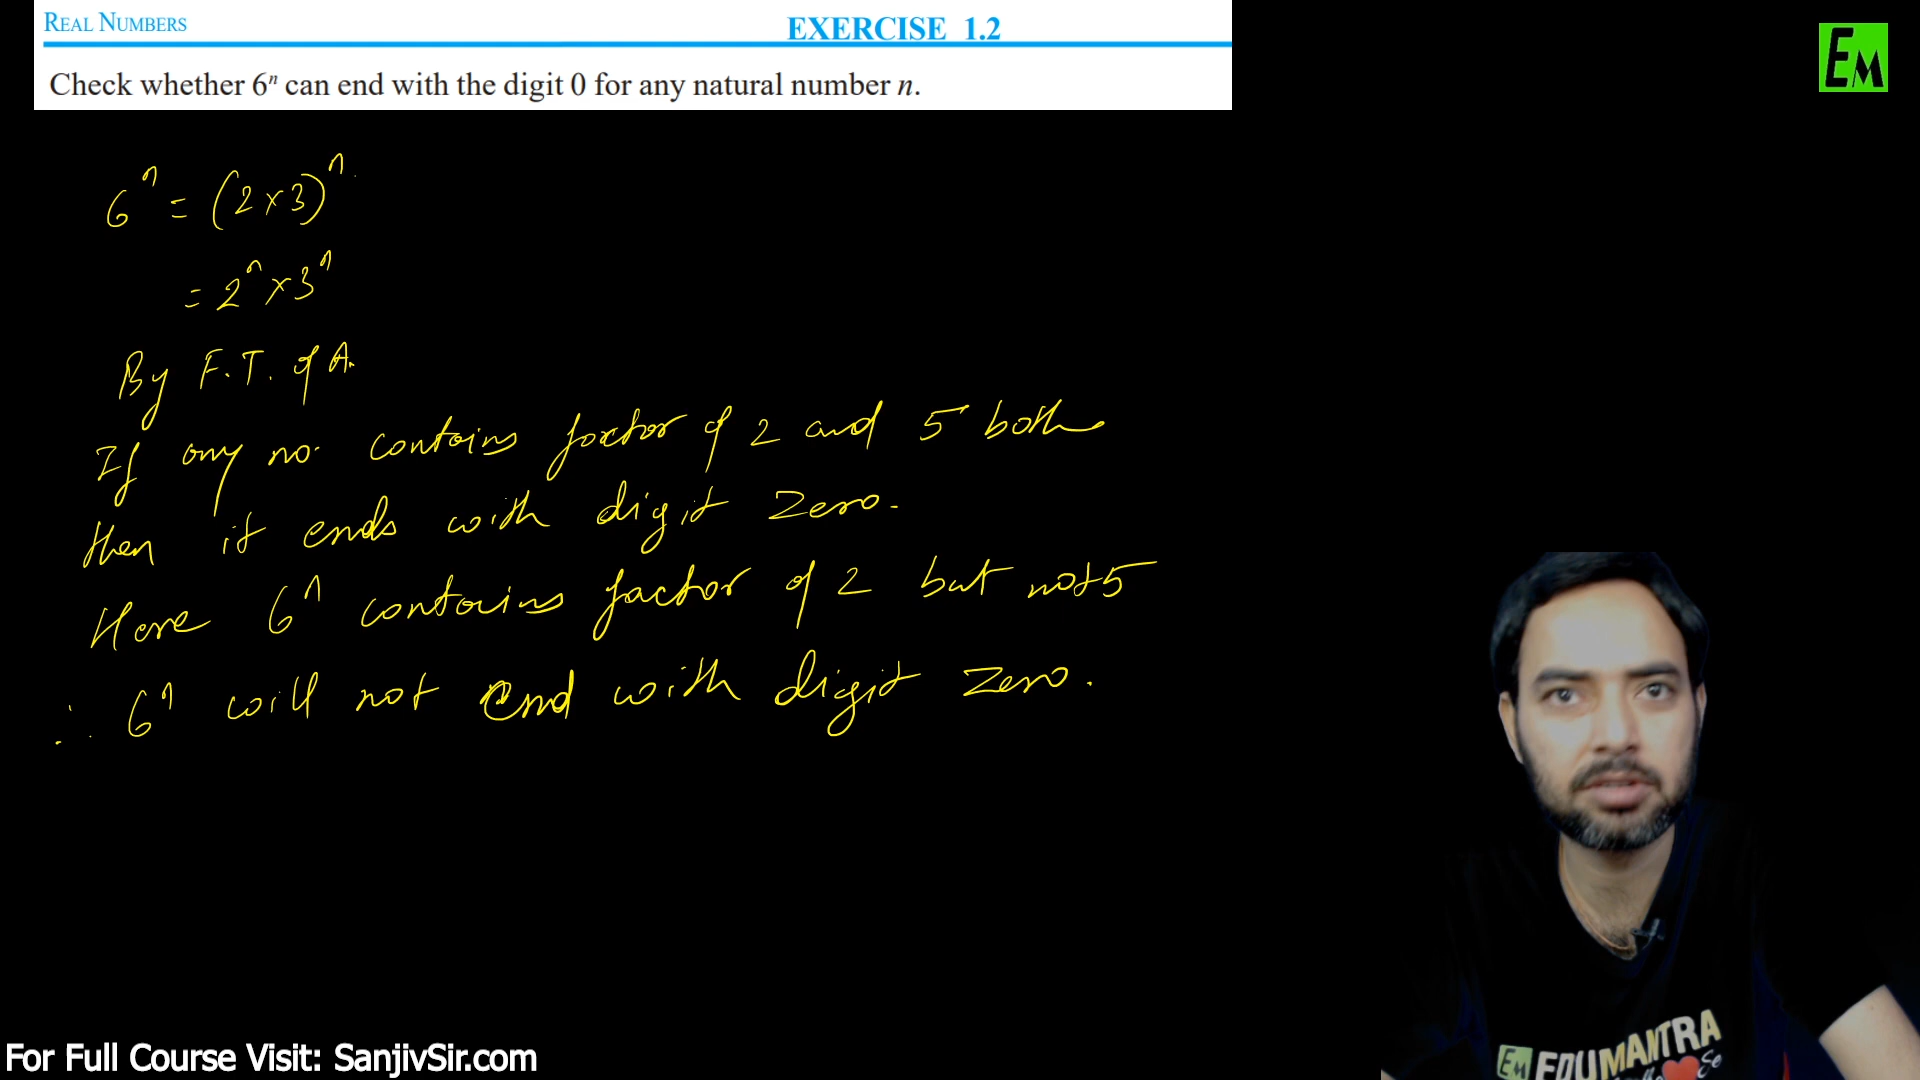 REAL NUMBERS
EXERCISE 1.2
Check whether 6ⁿ can end with the digit 0 for any natural number n.
EM
6ⁿ = (2×3)ⁿ
= 2ⁿ×3ⁿ
By F.T. of A.
If any no. contains factor of 2 and 5 both
then it ends with digit zero.
Here 6ⁿ contains factor of 2 but not 5
∴ 6ⁿ will not end with digit zero.
EM EDUMANTRA
Se
For Full Course Visit: SanjivSir.com